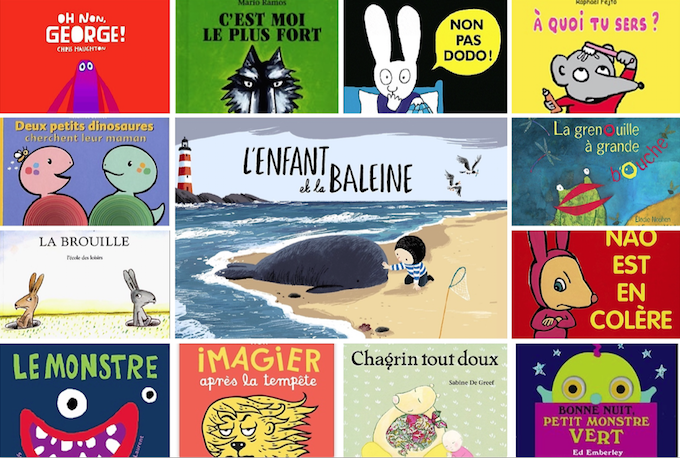 OH NON,
GEORGE!
CHRIS HAUGHTON
Mario Ramos
C'EST MOI
LE PLUS FORT
NON
PAS
DODO!
Raphaël Fejtö
À QUOI TU SERS ?
Deux petits dinosaures
cherchent leur maman
L'ENFANT
et la BALEINE
La grenouille
à grande
bOuche
Elodie Nouhen
LA BROUILLE
l'école des loisirs
NAO
EST
EN
COLÈRE
LE MONSTRE
Laurent
iMAGIER
après la tempête
Chagrin tout doux
Sabine De Greef
BONNE NUIT,
PETIT MONSTRE
VERT
Ed Emberley